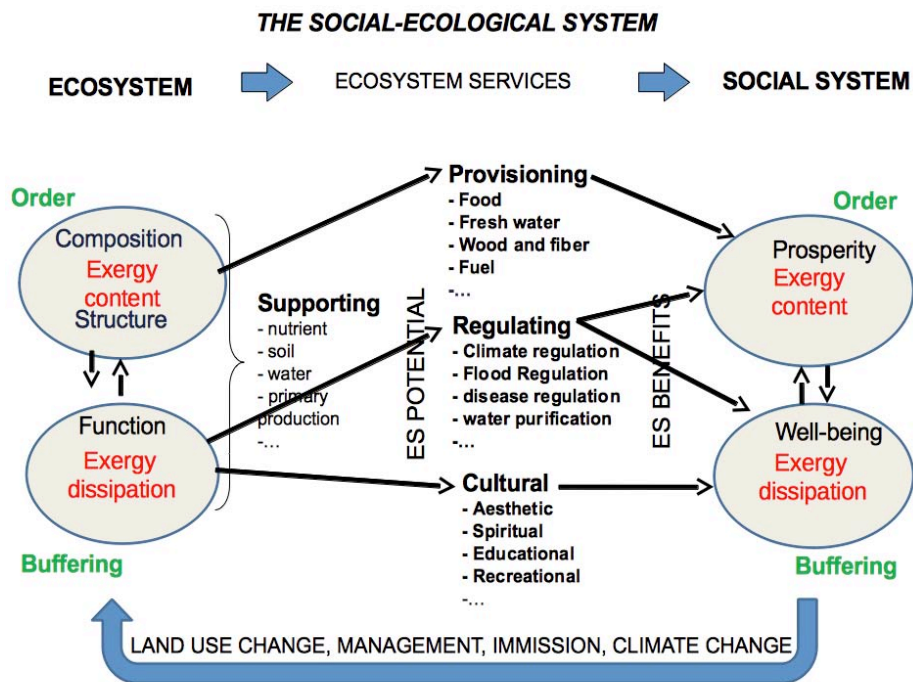 THE SOCIAL-ECOLOGICAL SYSTEM
ECOSYSTEM
ECOSYSTEM SERVICES
SOCIAL SYSTEM
Order
Composition
Exergy
content
Structure
Function
Exergy
dissipation
Buffering
Supporting
- nutrient
- soil
- water
- primary
production
-...
ES POTENTIAL
Provisioning
- Food
- Fresh water
- Wood and fiber
- Fuel
-...
Regulating
- Climate regulation
- Flood Regulation
- disease regulation
- water purification
-...
Cultural
- Aesthetic
- Spiritual
- Educational
- Recreational
-...
ES BENEFITS
Order
Prosperity
Exergy
content
Well-being
Exergy
dissipation
Buffering
LAND USE CHANGE, MANAGEMENT, IMMISSION, CLIMATE CHANGE